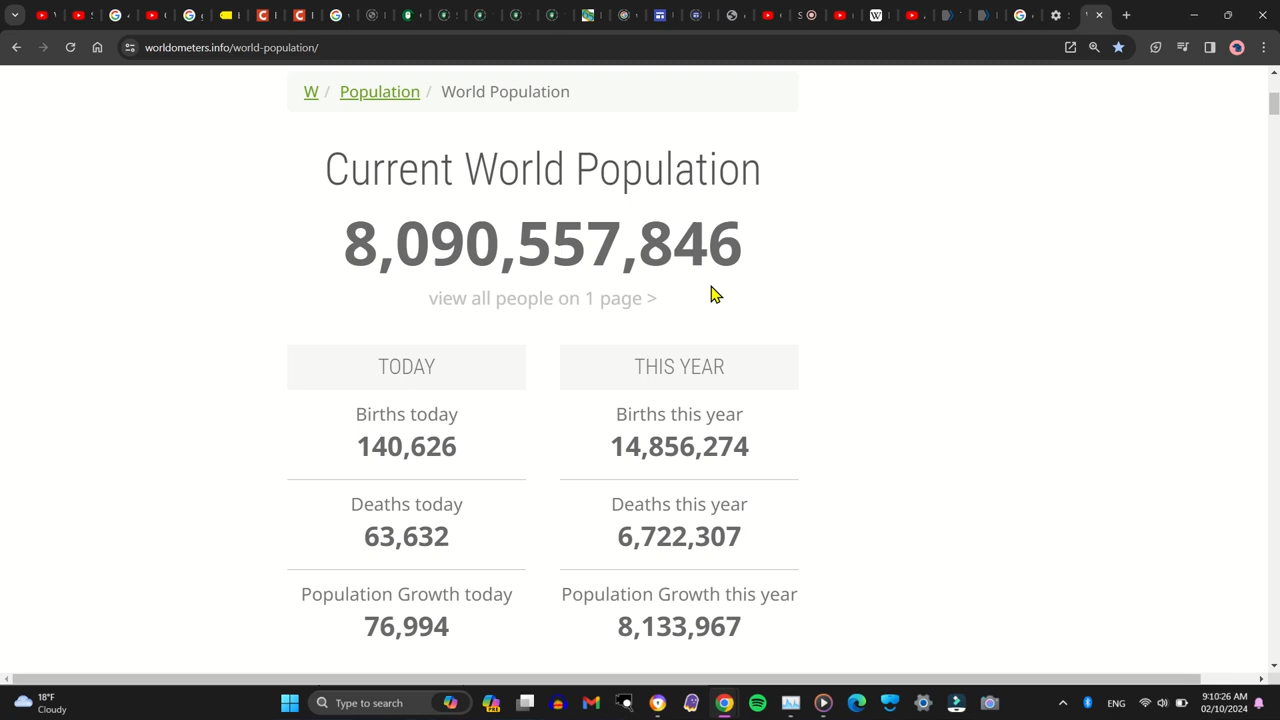 worldometers.info/world-population/
W / Population / World Population
Current World Population
8,090,557,846
view all people on 1 page >
TODAY
THIS YEAR
Births today
140,626
Births this year
14,856,274
Deaths today
63,632
Deaths this year
6,722,307
Population Growth today
76,994
Population Growth this year
8,133,967
18°F
Cloudy
Type to search
ENG
9:10:26 AM
02/10/2024